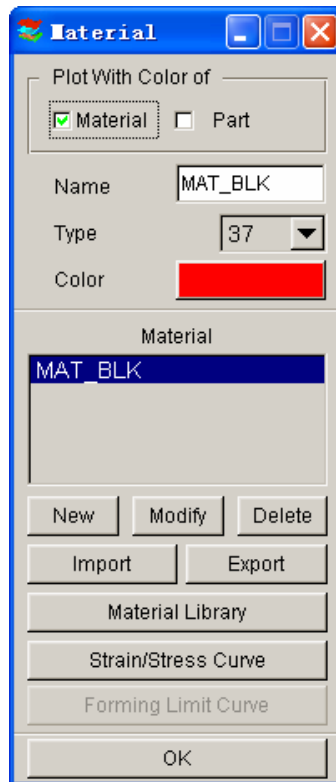 Material
Plot With Color of
Material Part
Name MAT_BLK
Type 37
Color
Material
MAT_BLK
New Modify Delete
Import Export
Material Library
Strain/Stress Curve
Forming Limit Curve
OK